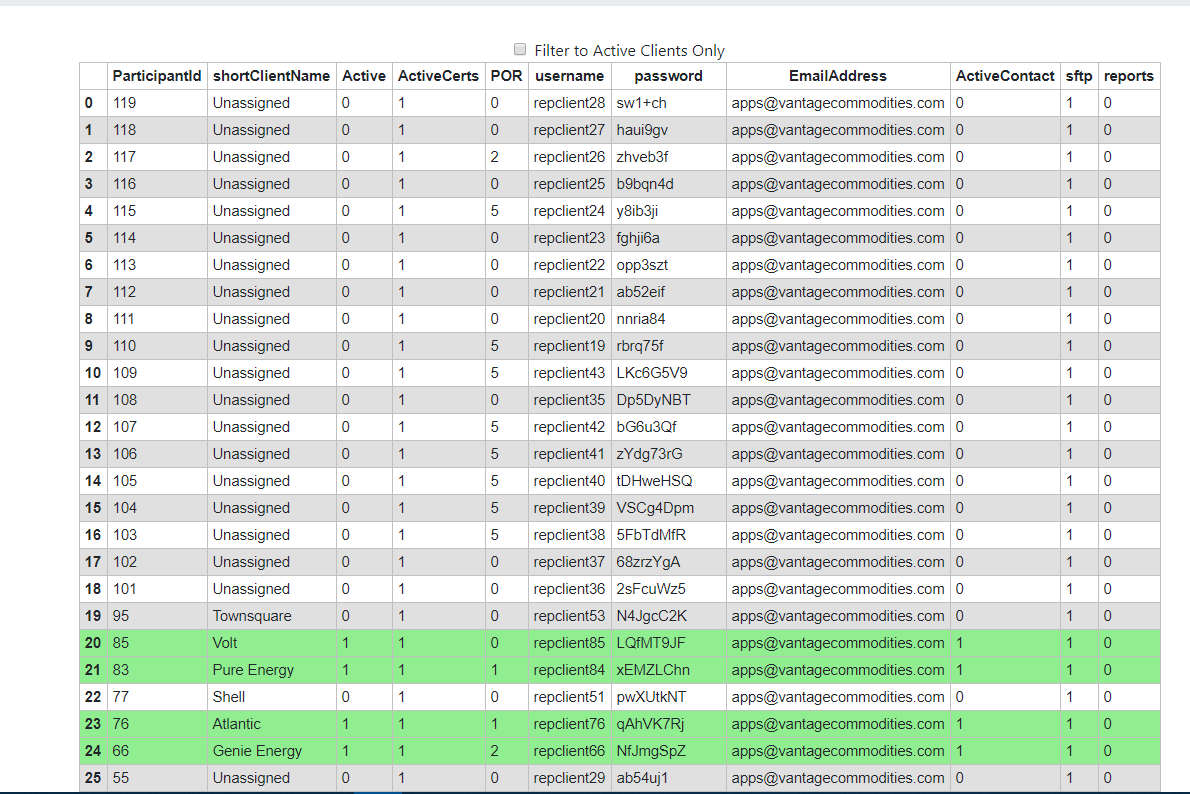 Filter to Active Clients Only
ParticipantId shortClientName Active ActiveCerts POR username password EmailAddress ActiveContact sftp reports
0 119 Unassigned 0 1 0 repclient28 sw1+ch apps@vantagecommodities.com 0 1 0
1 118 Unassigned 0 1 0 repclient27 haui9gv apps@vantagecommodities.com 0 1 0
2 117 Unassigned 0 1 2 repclient26 zhveb3f apps@vantagecommodities.com 0 1 0
3 116 Unassigned 0 1 0 repclient25 b9bqn4d apps@vantagecommodities.com 0 1 0
4 115 Unassigned 0 1 5 repclient24 y8ib3ji apps@vantagecommodities.com 0 1 0
5 114 Unassigned 0 1 0 repclient23 fghji6a apps@vantagecommodities.com 0 1 0
6 113 Unassigned 0 1 0 repclient22 opp3szt apps@vantagecommodities.com 0 1 0
7 112 Unassigned 0 1 0 repclient21 ab52eif apps@vantagecommodities.com 0 1 0
8 111 Unassigned 0 1 0 repclient20 nnria84 apps@vantagecommodities.com 0 1 0
9 110 Unassigned 0 1 5 repclient19 rbrq75f apps@vantagecommodities.com 0 1 0
10 109 Unassigned 0 1 5 repclient43 LKc6G5V9 apps@vantagecommodities.com 0 1 0
11 108 Unassigned 0 1 0 repclient35 Dp5DyNBT apps@vantagecommodities.com 0 1 0
12 107 Unassigned 0 1 5 repclient42 bG6u3Qf apps@vantagecommodities.com 0 1 0
13 106 Unassigned 0 1 5 repclient41 zYdg73rG apps@vantagecommodities.com 0 1 0
14 105 Unassigned 0 1 5 repclient40 tDHweHSQ apps@vantagecommodities.com 0 1 0
15 104 Unassigned 0 1 5 repclient39 VSCg4Dpm apps@vantagecommodities.com 0 1 0
16 103 Unassigned 0 1 5 repclient38 5FbTdMfR apps@vantagecommodities.com 0 1 0
17 102 Unassigned 0 1 0 repclient37 68zrzYgA apps@vantagecommodities.com 0 1 0
18 101 Unassigned 0 1 0 repclient36 2sFcuWz5 apps@vantagecommodities.com 0 1 0
19 95 Townsquare 0 1 0 repclient53 N4JgcC2K apps@vantagecommodities.com 0 1 0
20 85 Volt 1 1 0 repclient85 LQfMT9JF apps@vantagecommodities.com 1 1 0
21 83 Pure Energy 1 1 1 repclient84 xEMZLChn apps@vantagecommodities.com 1 1 0
22 77 Shell 0 1 0 repclient51 pwXUtkNT apps@vantagecommodities.com 0 1 0
23 76 Atlantic 1 1 1 repclient76 qAhVK7Rj apps@vantagecommodities.com 1 1 0
24 66 Genie Energy 1 1 2 repclient66 NfJmgSpZ apps@vantagecommodities.com 1 1 0
25 55 Unassigned 0 1 0 repclient29 ab54uj1 apps@vantagecommodities.com 0 1 0